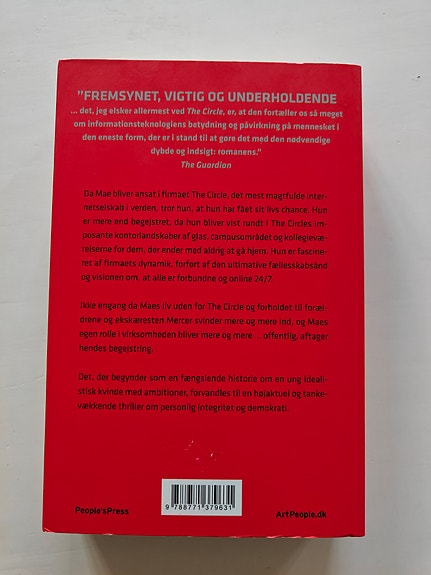 "FREMSYNET, VIGTIG OG UNDERHOLDENDE
... det, jeg elsker allermest ved The Circle, er, at den fortæller os så meget
om informationsteknologiens betydning og påvirkning på mennesket i
den eneste form, der er i stand til at gøre det med den nødvendige
dybde og indsigt: romanens."
The Guardian
Da Mae bliver ansat i firmaet The Circle, det mest magtfulde inter-
netselskab i verden, tror hun, at hun har fået sit livs chance. Hun
er mere end begejstret, da hun bliver vist rundt i The Circles im-
posante kontorlandskaber af glas, campusområdet og kollegievæ-
relserne for dem, der ender med aldrig at gå hjem. Hun er fascine-
ret af firmaets dynamik, forført af den ultimative fællesskabsånd
og visionen om, at alle er forbundne og online 24/7.
Ikke engang da Maes liv uden for The Circle og forholdet til foræl-
drene og ekskæresten Mercer svinder mere og mere ind, og Maes
egen rolle i virksomheden bliver mere og mere ... offentlig, aftager
hendes begejstring.
Det, der begynder som en fængslende historie om en ung ideali-
stisk kvinde med ambitioner, forvandles til en højaktuel og tanke-
vækkende thriller om personlig integritet og demokrati.
9 788771 379631
People'sPress
ArtPeople.dk